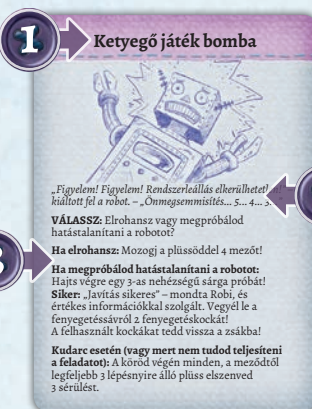 1
Ketyegő játék bomba
„Figyelem! Figyelem! Rendszerleállás
kiáltott fel a robot. – „Önmegsemmisítés... 5... 4...
VÁLASSZ: Elrohansz vagy megpróbálod
hatástalanítani a robotot?
Ha elrohansz: Mozogj a plüssöddel 4 mezőt!
3
Ha megpróbálod hatástalanítani a robotot:
Hajts végre egy 3-as nehézségű sárga próbát!
Siker: „Javítás sikeres” – mondta Robi, és
értékes információkkal szolgált. Vegyél le a
fenyegetéssávról 2 fenyegetéskockát!
A felhasznált kockákat tedd vissza a zsákba!
Kudarc esetén (vagy mert nem tudod teljesíteni
a feladatot): A köröd végén minden, a meződtől
legfeljebb 3 lépésnyire álló plüss elszenved
3 sérülést.